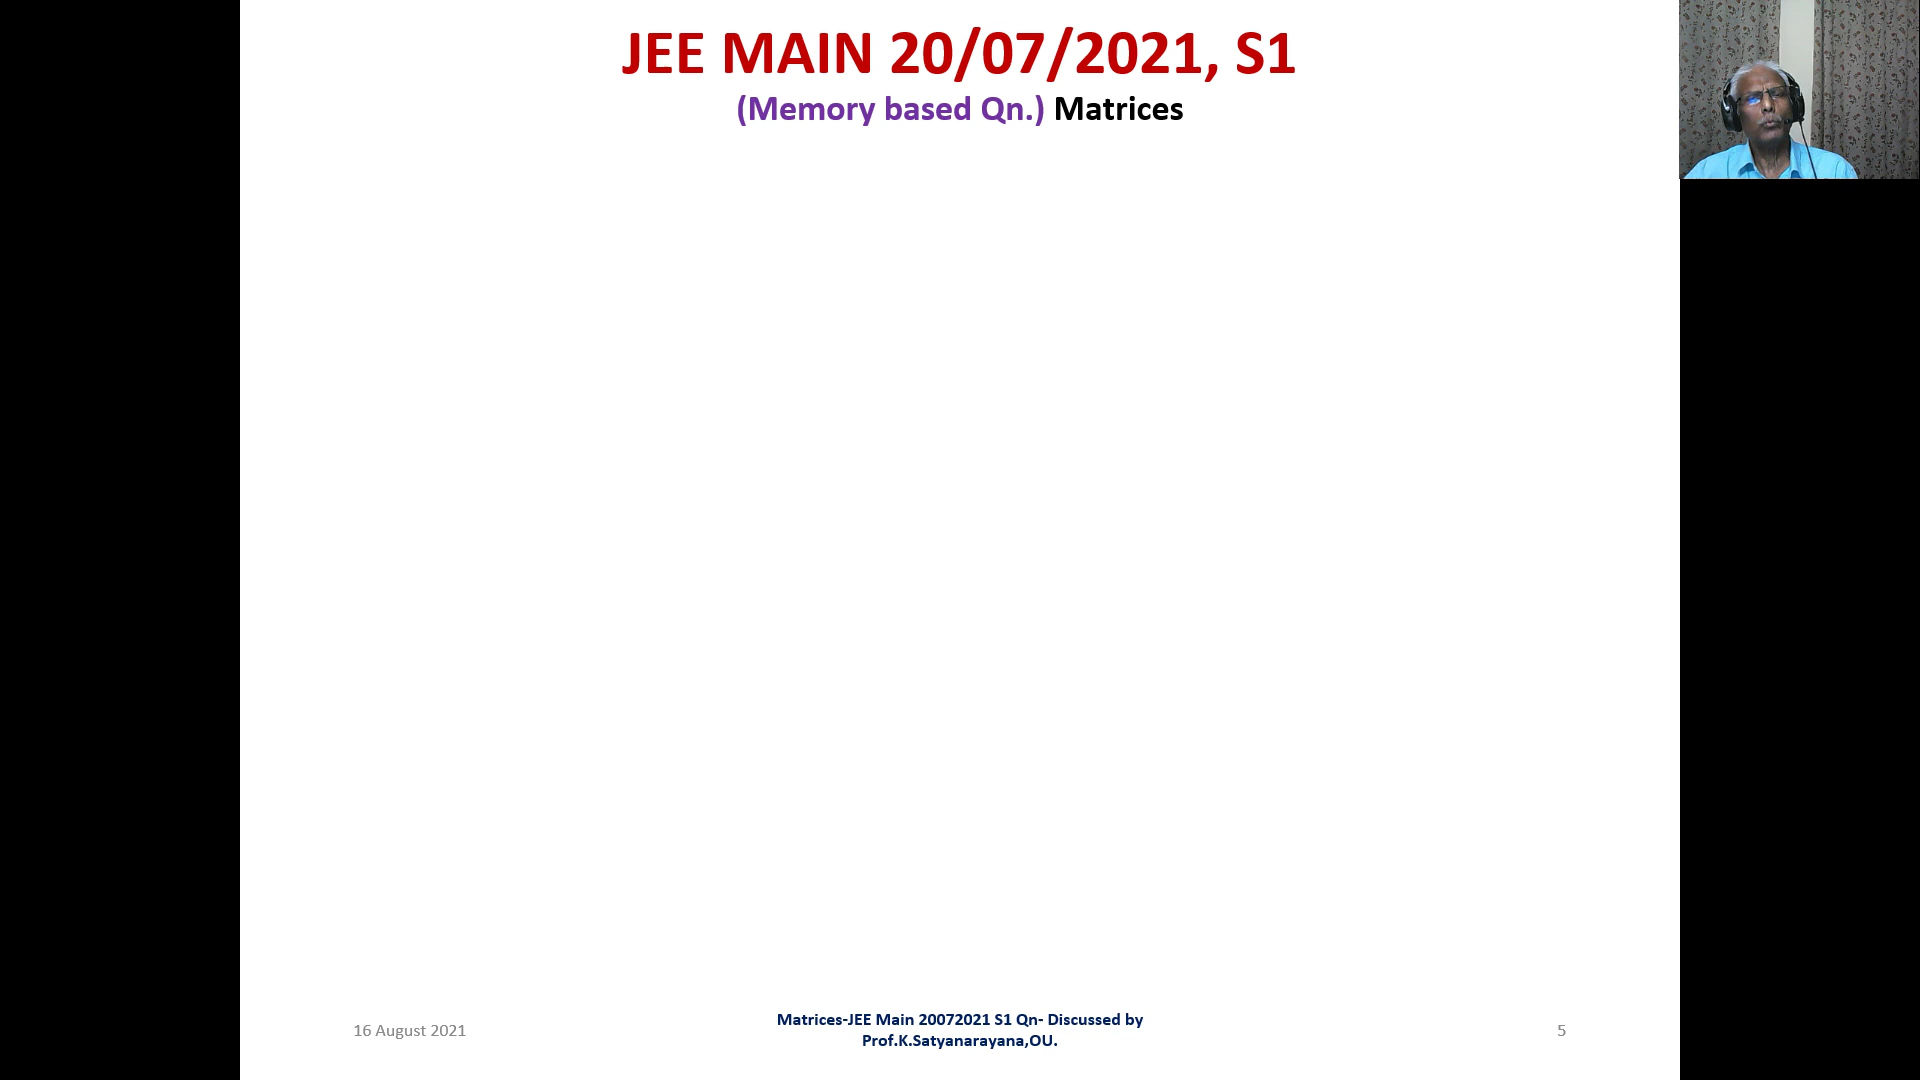 JEE MAIN 20/07/2021, S1
(Memory based Qn.) Matrices
16 August 2021
Matrices-JEE Main 20072021 S1 Qn- Discussed by
Prof.K.Satyanarayana,OU.
5